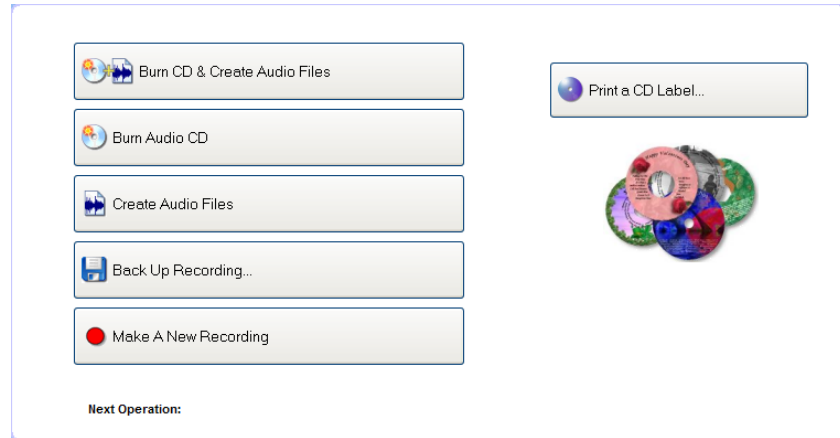 Burn CD & Create Audio Files
Burn Audio CD
Create Audio Files
Back Up Recording...
Make A New Recording
Print a CD Label...
Next Operation: